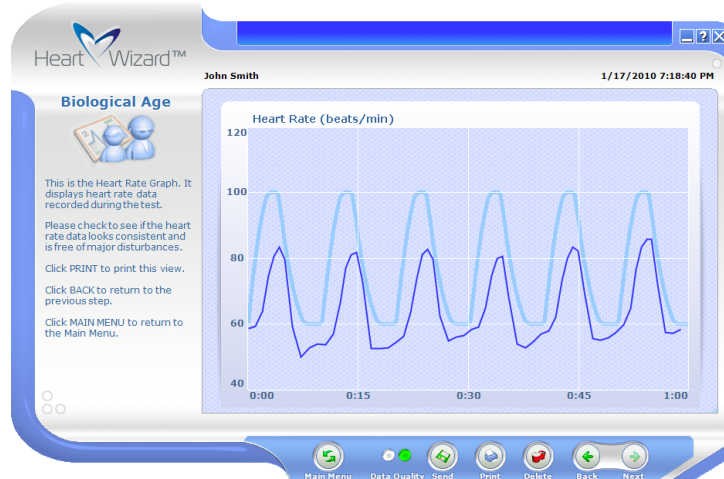 Heart Wizard™
John Smith
1/17/2010 7:18:40 PM
Biological Age
This is the Heart Rate Graph. It
displays heart rate data
recorded during the test.
Please check to see if the heart
rate data looks consistent and
is free of major disturbances.
Click PRINT to print this view.
Click BACK to return to the
previous step.
Click MAIN MENU to return to
the Main Menu.
Heart Rate (beats/min)
120
100
80
60
40
0:00 0:15 0:30 0:45 1:00
Main Menu Data Quality Send Print Delete Back Next